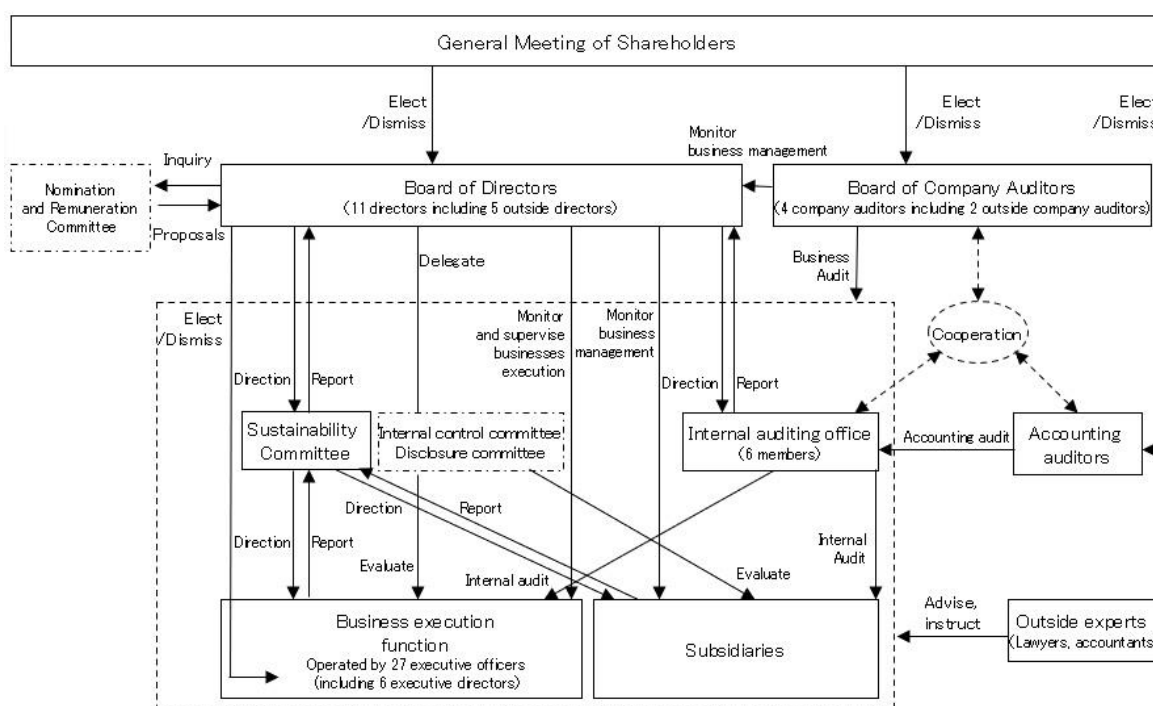 General Meeting of Shareholders
Elect
/Dismiss
Elect
/Dismiss
Elect
/Dismiss
Monitor
business management
Inquiry
Nomination
and Remuneration
Committee
Proposals
Board of Directors
(11 directors including 5 outside directors)
Board of Company Auditors
(4 company auditors including 2 outside company auditors)
Delegate
Business
Audit
Elect
/Dismiss
Monitor
and supervise
businesses
execution
Monitor
business
management
Cooperation
Direction
Report
Direction
Report
Sustainability
Committee
Internal control committee
Disclosure committee
Internal auditing office
(6 members)
Accounting audit
Accounting
auditors
Direction
Report
Direction
Report
Evaluate
Internal audit
Evaluate
Internal
Audit
Business execution
function
Operated by 27 executive officers
(including 6 executive directors)
Subsidiaries
Advise,
instruct
Outside experts
(Lawyers, accountants